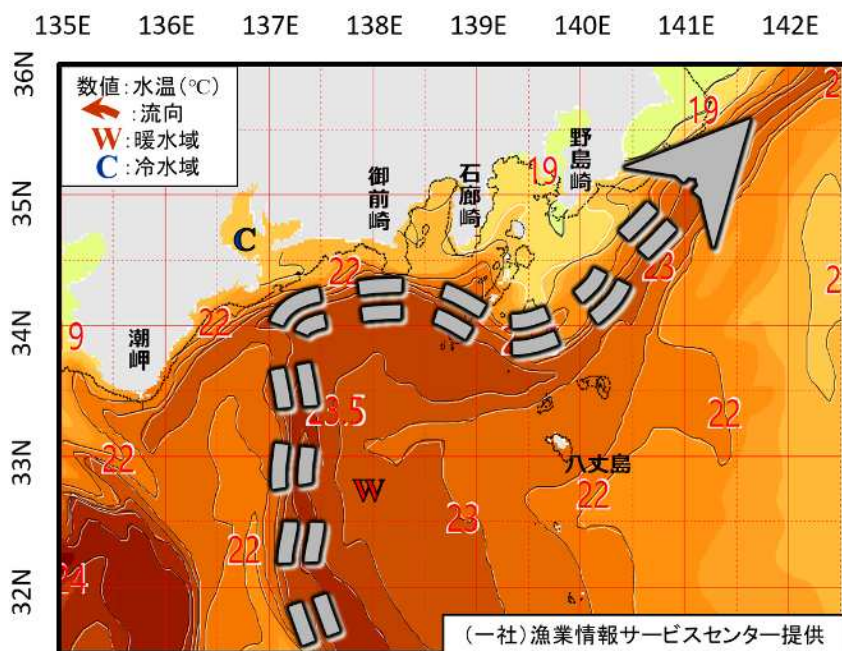 135E 136E 137E 138E 139E 140E 141E 142E
36N
数値：水温（℃）
：流向
W：暖水域
C：冷水域
19
野島崎
19
石廊崎
御前崎
35N
C
22
23
22
34N
9
潮岬
23.5
22
22
33N
八丈島
W
22
23
22
24
32N
（一社）漁業情報サービスセンター提供